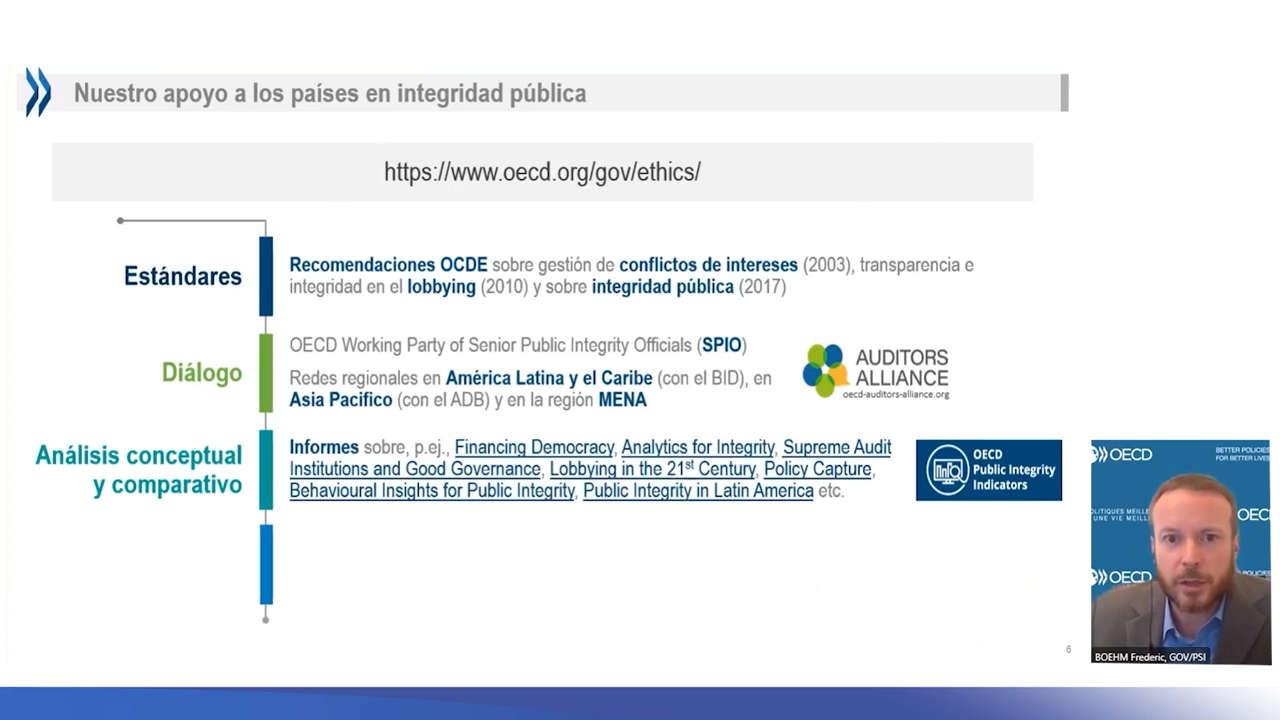 Nuestro apoyo a los países en integridad pública
https://www.oecd.org/gov/ethics/
Estándares
Recomendaciones OCDE sobre gestión de conflictos de intereses (2003), transparencia e
integridad en el lobbying (2010) y sobre integridad pública (2017)
Diálogo
OECD Working Party of Senior Public Integrity Officials (SPIO)
Redes regionales en América Latina y el Caribe (con el BID), en
Asia Pacifico (con el ADB) y en la región MENA
AUDITORS
ALLIANCE
oecd-auditors-alliance.org
Análisis conceptual
y comparativo
Informes sobre, p.ej., Financing Democracy, Analytics for Integrity, Supreme Audit
Institutions and Good Governance, Lobbying in the 21st Century, Policy Capture,
Behavioural Insights for Public Integrity, Public Integrity in Latin America etc.
OECD
Public Integrity
Indicators
6
OECD
BETTER POLICIES
FOR BETTER LIVES
OECD
OECD
BOEHM Frederic, GOV/PSI